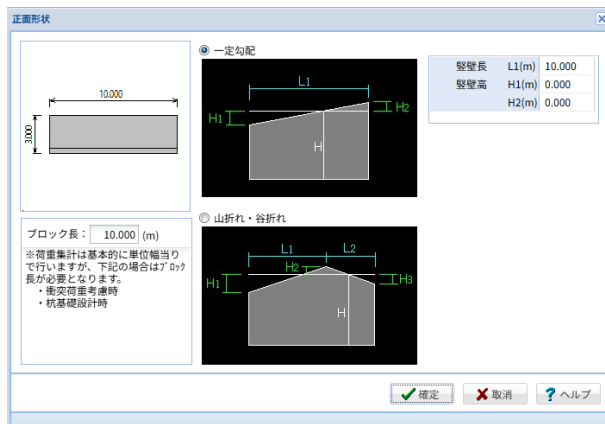 正面形状
10.000
3.000
ブロック長： 10.000 (m)
※荷重集計は基本的に単位幅当り
で行いますが、下記の場合はﾌﾞﾛｯｸ
長が必要となります。
・衝突荷重考慮時
・杭基礎設計時
一定勾配
L1
H1
H2
H
山折れ・谷折れ
L1
L2
H2
H1
H3
H
竪壁長 L1(m) 10.000
竪壁高 H1(m) 0.000
H2(m) 0.000
確定
取消
? ヘルプ